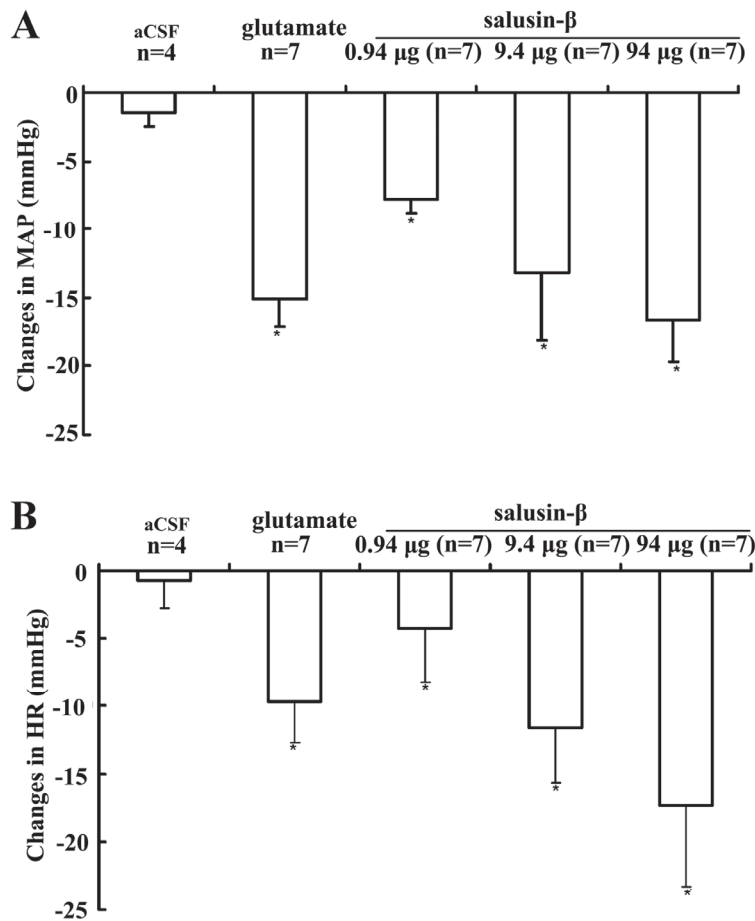 A
aCSF glutamate salusin-β
n=4 n=7 0.94 μg (n=7) 9.4 μg (n=7) 94 μg (n=7)
0
-5
-10
-15
-20
-25
Changes in MAP (mmHg)
*
*
*
*
B
aCSF glutamate salusin-β
n=4 n=7 0.94 μg (n=7) 9.4 μg (n=7) 94 μg (n=7)
0
-5
-10
-15
-20
-25
Changes in HR (mmHg)
*
*
*
*